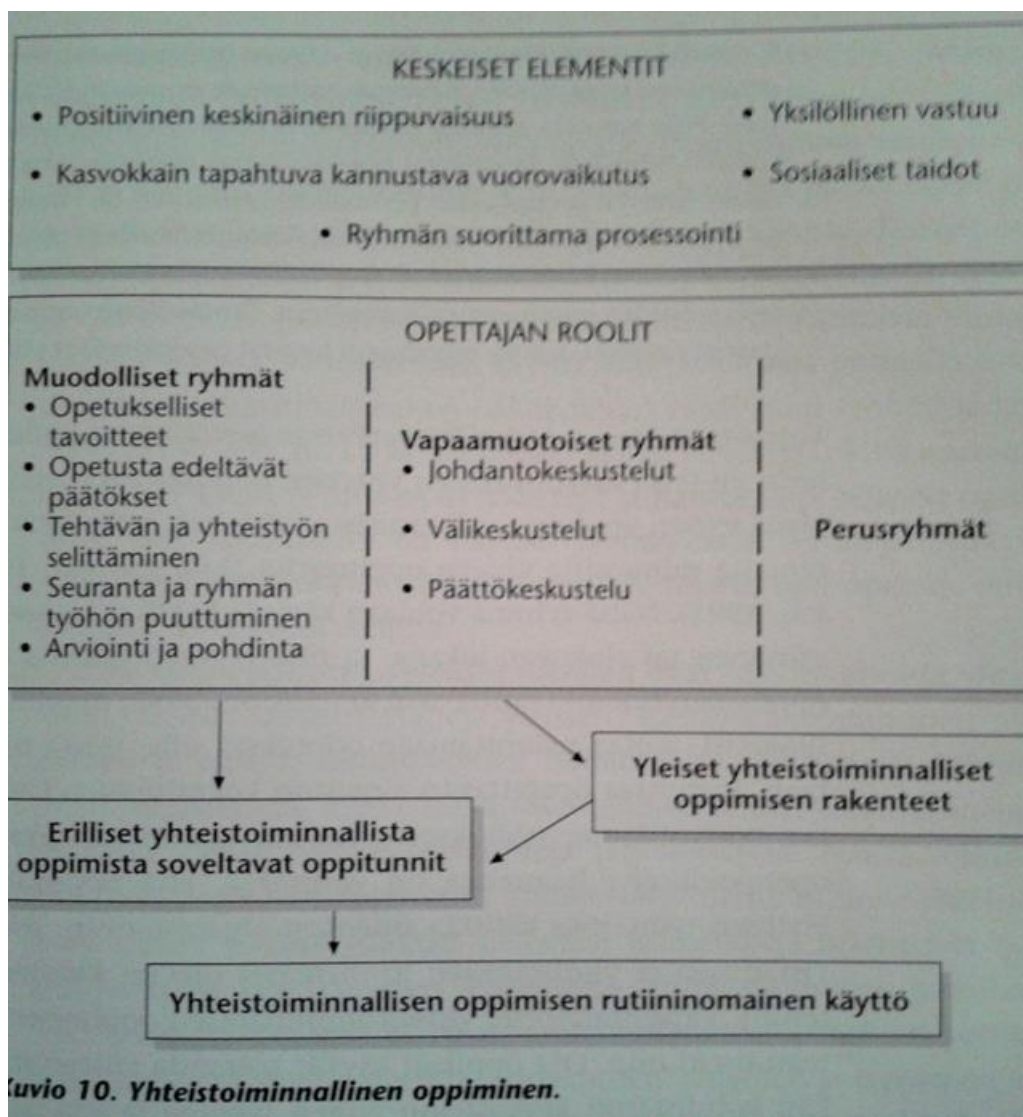 KESKEISET ELEMENTIT
• Positiivinen keskinäinen riippuvaisuus
• Yksilöllinen vastuu
• Kasvokkain tapahtuva kannustava vuorovaikutus
• Sosiaaliset taidot
• Ryhmän suorittama prosessointi
OPETTAJAN ROOLIT
Muodolliset ryhmät
• Opetukselliset
tavoitteet
• Opetusta edeltävät
päätökset
• Tehtävän ja yhteistyön
selittäminen
• Seuranta ja ryhmän
työhön puuttuminen
• Arviointi ja pohdinta
Vapaamuotoiset ryhmät
• Johdantokeskustelut
• Välikeskustelut
• Päättökeskustelu
Perusryhmät
Yleiset yhteistoiminnalliset
oppimisen rakenteet
Erilliset yhteistoiminnallista
oppimista soveltavat oppitunnit
Yhteistoiminnallisen oppimisen rutiininomainen käyttö
uvio 10. Yhteistoiminnallinen oppiminen.